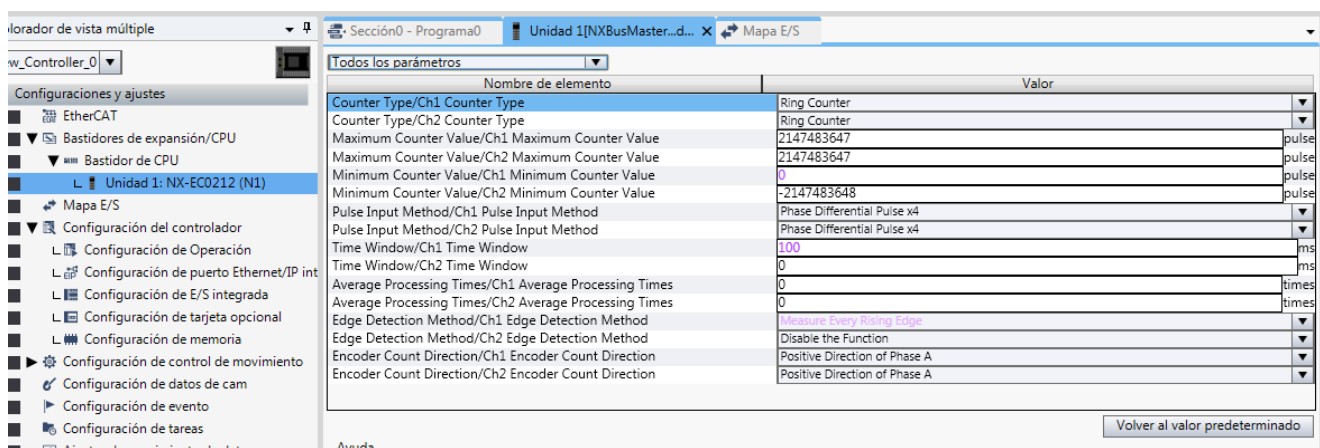 lorador de vista múltiple
Sección0 - Programa0
Unidad 1[NXBusMaster...d...
Mapa E/S
w_Controller_0
Configuraciones y ajustes
EtherCAT
Bastidores de expansión/CPU
Bastidor de CPU
Unidad 1: NX-EC0212 (N1)
Mapa E/S
Configuración del controlador
Configuración de Operación
Configuración de puerto Ethernet/IP int
Configuración de E/S integrada
Configuración de tarjeta opcional
Configuración de memoria
Configuración de control de movimiento
Configuración de datos de cam
Configuración de evento
Configuración de tareas
Todos los parámetros
Nombre de elemento Valor
Counter Type/Ch1 Counter Type Ring Counter
Counter Type/Ch2 Counter Type Ring Counter
Maximum Counter Value/Ch1 Maximum Counter Value 2147483647 pulse
Maximum Counter Value/Ch2 Maximum Counter Value 2147483647 pulse
Minimum Counter Value/Ch1 Minimum Counter Value 0 pulse
Minimum Counter Value/Ch2 Minimum Counter Value -2147483648 pulse
Pulse Input Method/Ch1 Pulse Input Method Phase Differential Pulse x4
Pulse Input Method/Ch2 Pulse Input Method Phase Differential Pulse x4
Time Window/Ch1 Time Window 100 ms
Time Window/Ch2 Time Window 0 ms
Average Processing Times/Ch1 Average Processing Times 0 times
Average Processing Times/Ch2 Average Processing Times 0 times
Edge Detection Method/Ch1 Edge Detection Method Measure Every Rising Edge
Edge Detection Method/Ch2 Edge Detection Method Disable the Function
Encoder Count Direction/Ch1 Encoder Count Direction Positive Direction of Phase A
Encoder Count Direction/Ch2 Encoder Count Direction Positive Direction of Phase A
Volver al valor predeterminado
Ayuda